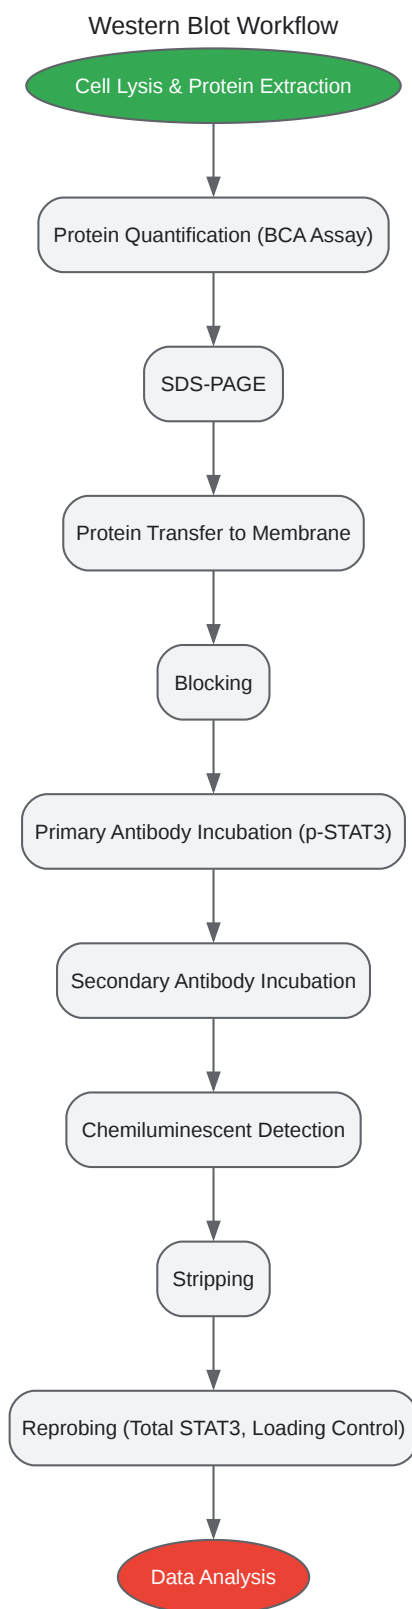 Western Blot Workflow
Cell Lysis & Protein Extraction
Protein Quantification (BCA Assay)
SDS-PAGE
Protein Transfer to Membrane
Blocking
Primary Antibody Incubation (p-STAT3)
Secondary Antibody Incubation
Chemiluminescent Detection
Stripping
Reprobing (Total STAT3, Loading Control)
Data Analysis